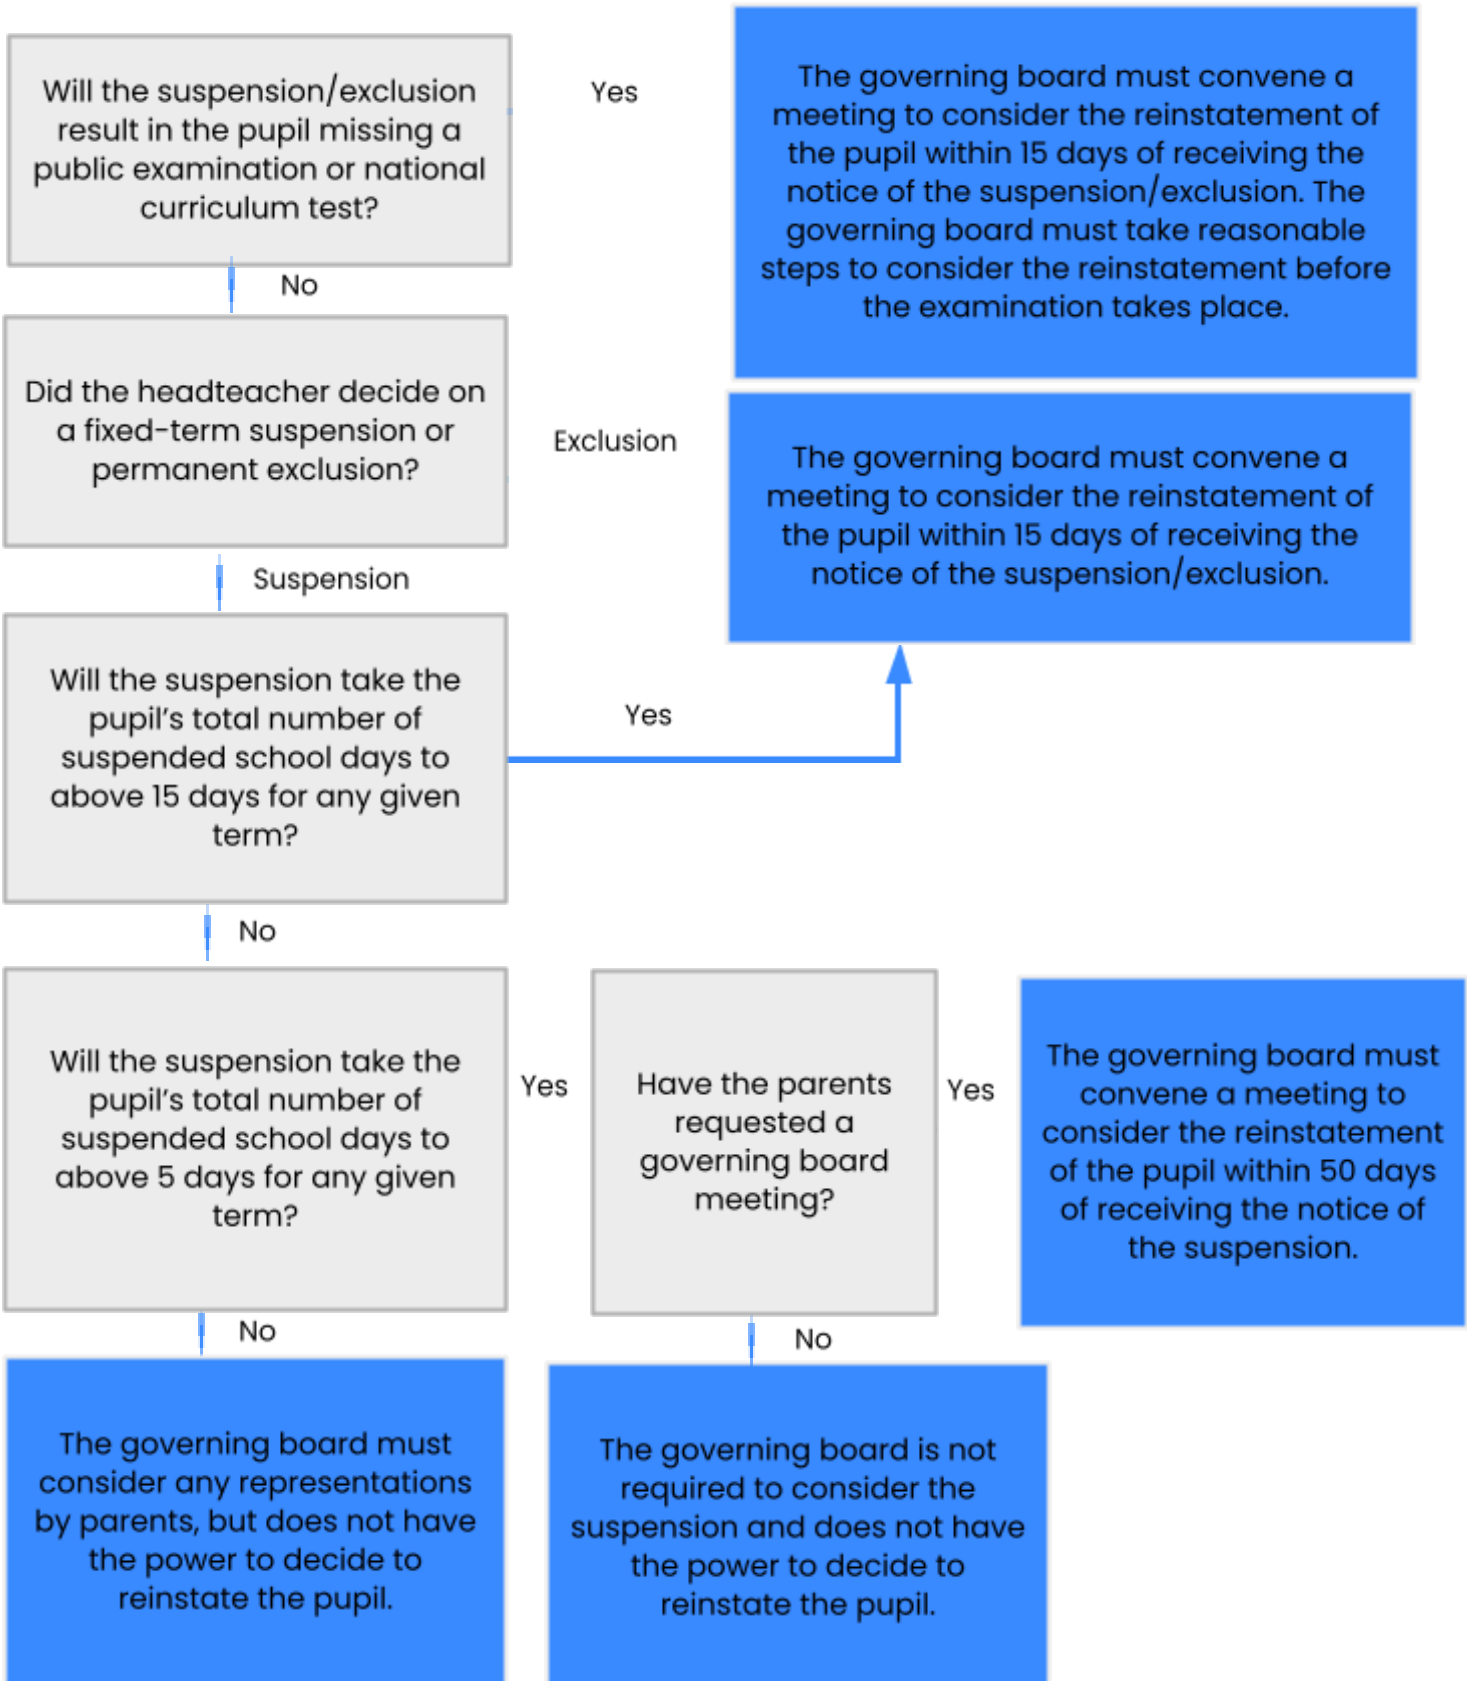 Will the suspension/exclusion
result in the pupil missing a
public examination or national
curriculum test?
Yes
The governing board must convene a
meeting to consider the reinstatement of
the pupil within 15 days of receiving the
notice of the suspension/exclusion. The
governing board must take reasonable
steps to consider the reinstatement before
the examination takes place.
No
Did the headteacher decide on
a fixed-term suspension or
permanent exclusion?
Exclusion
The governing board must convene a
meeting to consider the reinstatement of
the pupil within 15 days of receiving the
notice of the suspension/exclusion.
Suspension
Will the suspension take the
pupil's total number of
suspended school days to
above 15 days for any given
term?
Yes
No
Will the suspension take the
pupil's total number of
suspended school days to
above 5 days for any given
term?
Yes
Have the parents
requested a
governing board
meeting?
Yes
The governing board must
convene a meeting to
consider the reinstatement
of the pupil within 50 days
of receiving the notice of
the suspension.
No
No
The governing board must
consider any representations
by parents, but does not have
the power to decide to
reinstate the pupil.
The governing board is not
required to consider the
suspension and does not have
the power to decide to
reinstate the pupil.